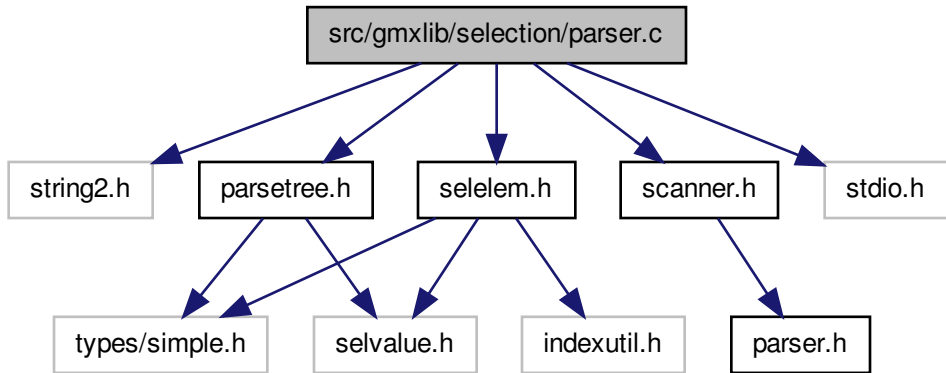 src/gmxlib/selection/parser.c
string2.h
parsetree.h
selelem.h
scanner.h
stdio.h
types/simple.h
selvalue.h
indexutil.h
parser.h